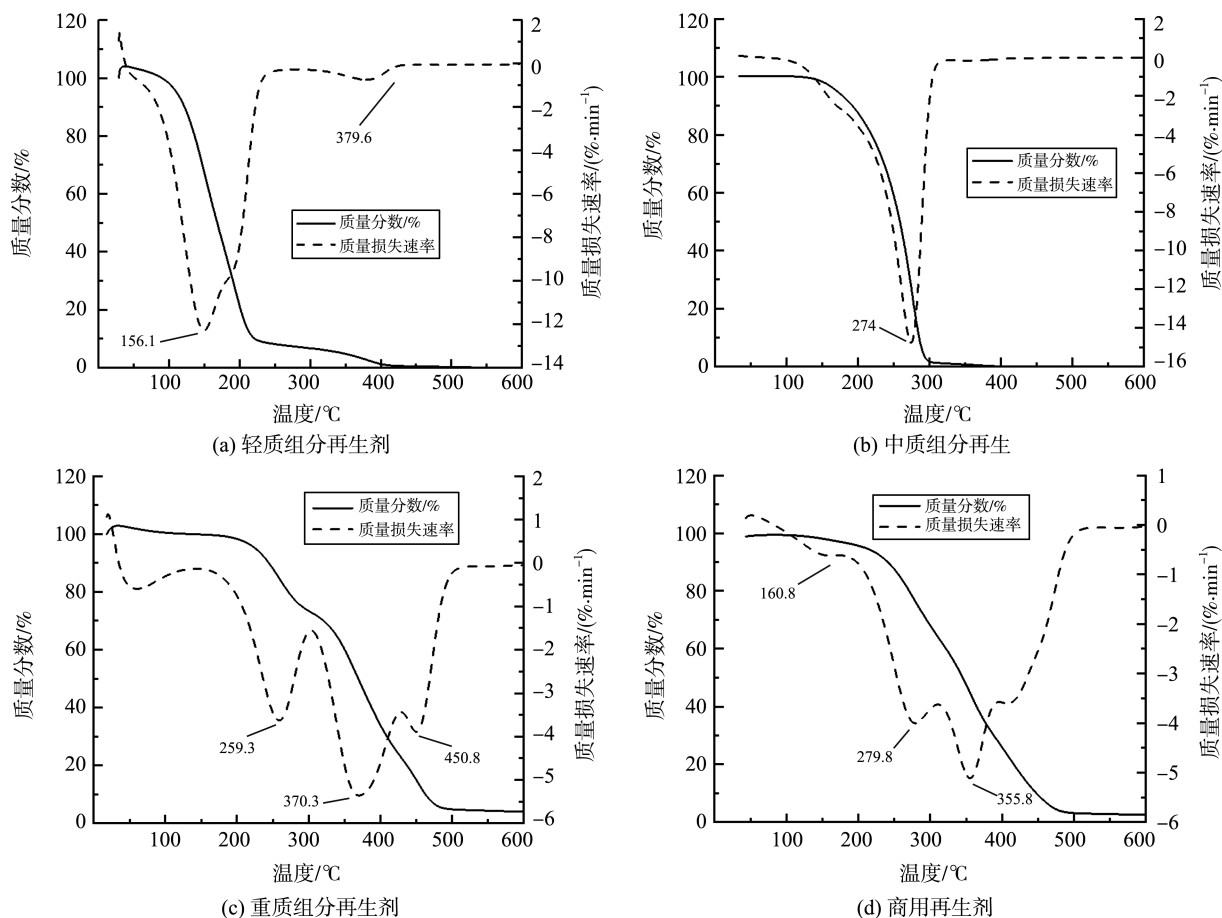 120
100
80
60
40
20
0
质量分数/%
2
0
−2
−4
−6
−8
−10
−12
−14
质量损失速率/(%·min⁻¹)
379.6
质量分数/%
质量损失速率
156.1
100 200 300 400 500 600
温度/℃
(a) 轻质组分再生剂
120
100
80
60
40
20
0
质量分数/%
2
0
−2
−4
−6
−8
−10
−12
−14
−16
质量损失速率/(%·min⁻¹)
质量分数/%
质量损失速率
274
100 200 300 400 500 600
温度/℃
(b) 中质组分再生
120
100
80
60
40
20
0
质量分数/%
2
1
0
−1
−2
−3
−4
−5
−6
质量损失速率/(%·min⁻¹)
质量分数/%
质量损失速率
259.3
450.8
370.3
100 200 300 400 500 600
温度/℃
(c) 重质组分再生剂
120
100
80
60
40
20
0
质量分数/%
1
0
−1
−2
−3
−4
−5
−6
质量损失速率/(%·min⁻¹)
质量分数/%
质量损失速率
160.8
279.8
355.8
0 100 200 300 400 500 600
温度/℃
(d) 商用再生剂